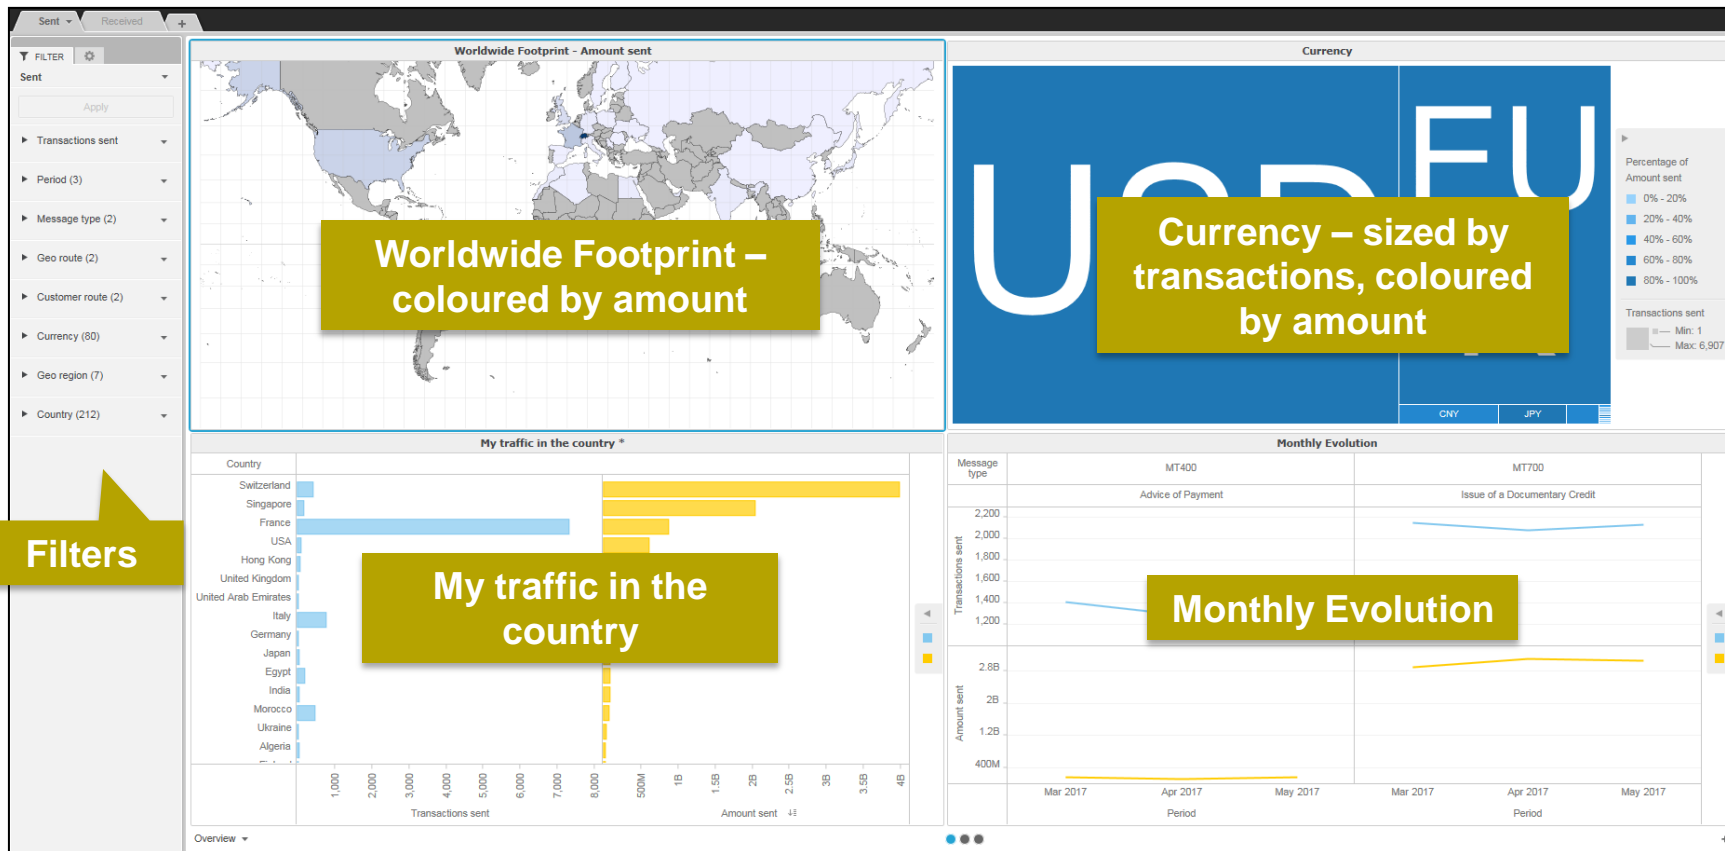 Sent
Received
+
FILTER
Sent
Apply
Transactions sent
Period (3)
Message type (2)
Geo route (2)
Customer route (2)
Currency (80)
Geo region (7)
Country (212)
Filters
Worldwide Footprint - Amount sent
Worldwide Footprint –
coloured by amount
Currency
Currency – sized by
transactions, coloured
by amount
CNY
JPY
Percentage of
Amount sent
0% - 20%
20% - 40%
40% - 60%
60% - 80%
80% - 100%
Transactions sent
Min: 1
Max: 6,907
My traffic in the country *
Country
Switzerland
Singapore
France
USA
Hong Kong
United Kingdom
United Arab Emirates
Italy
Germany
Japan
Egypt
India
Morocco
Ukraine
Algeria
My traffic in the
country
1,000
2,000
3,000
4,000
5,000
6,000
7,000
8,000
500M
1B
1.5B
2B
2.5B
3B
3.5B
4B
Transactions sent
Amount sent
Monthly Evolution
Message
type
MT400
MT700
Advice of Payment
Issue of a Documentary Credit
Transactions sent
2,200
2,000
1,800
1,600
1,400
1,200
Monthly Evolution
Amount sent
2.8B
2B
1.2B
400M
Mar 2017
Apr 2017
May 2017
Mar 2017
Apr 2017
May 2017
Period
Period
Overview